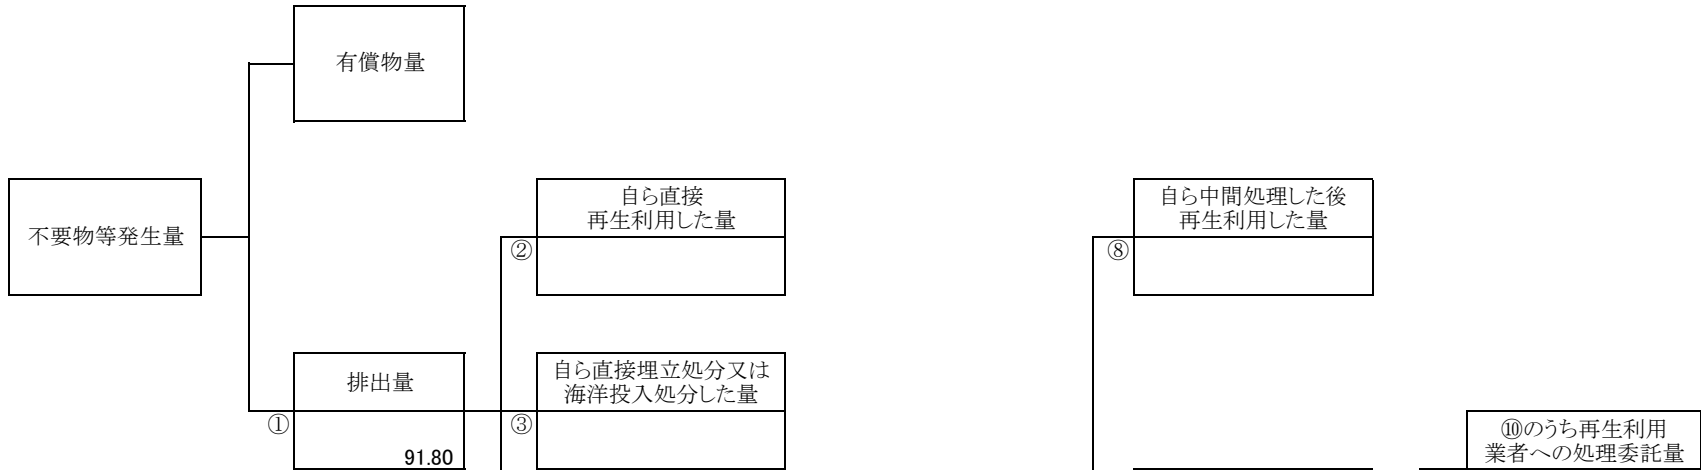 有償物量
不要物等発生量
自ら直接
再生利用した量
②
自ら中間処理した後
再生利用した量
⑧
排出量
①
91.80
自ら直接埋立処分又は
海洋投入処分した量
③
⑩のうち再生利用
業者への処理委託量